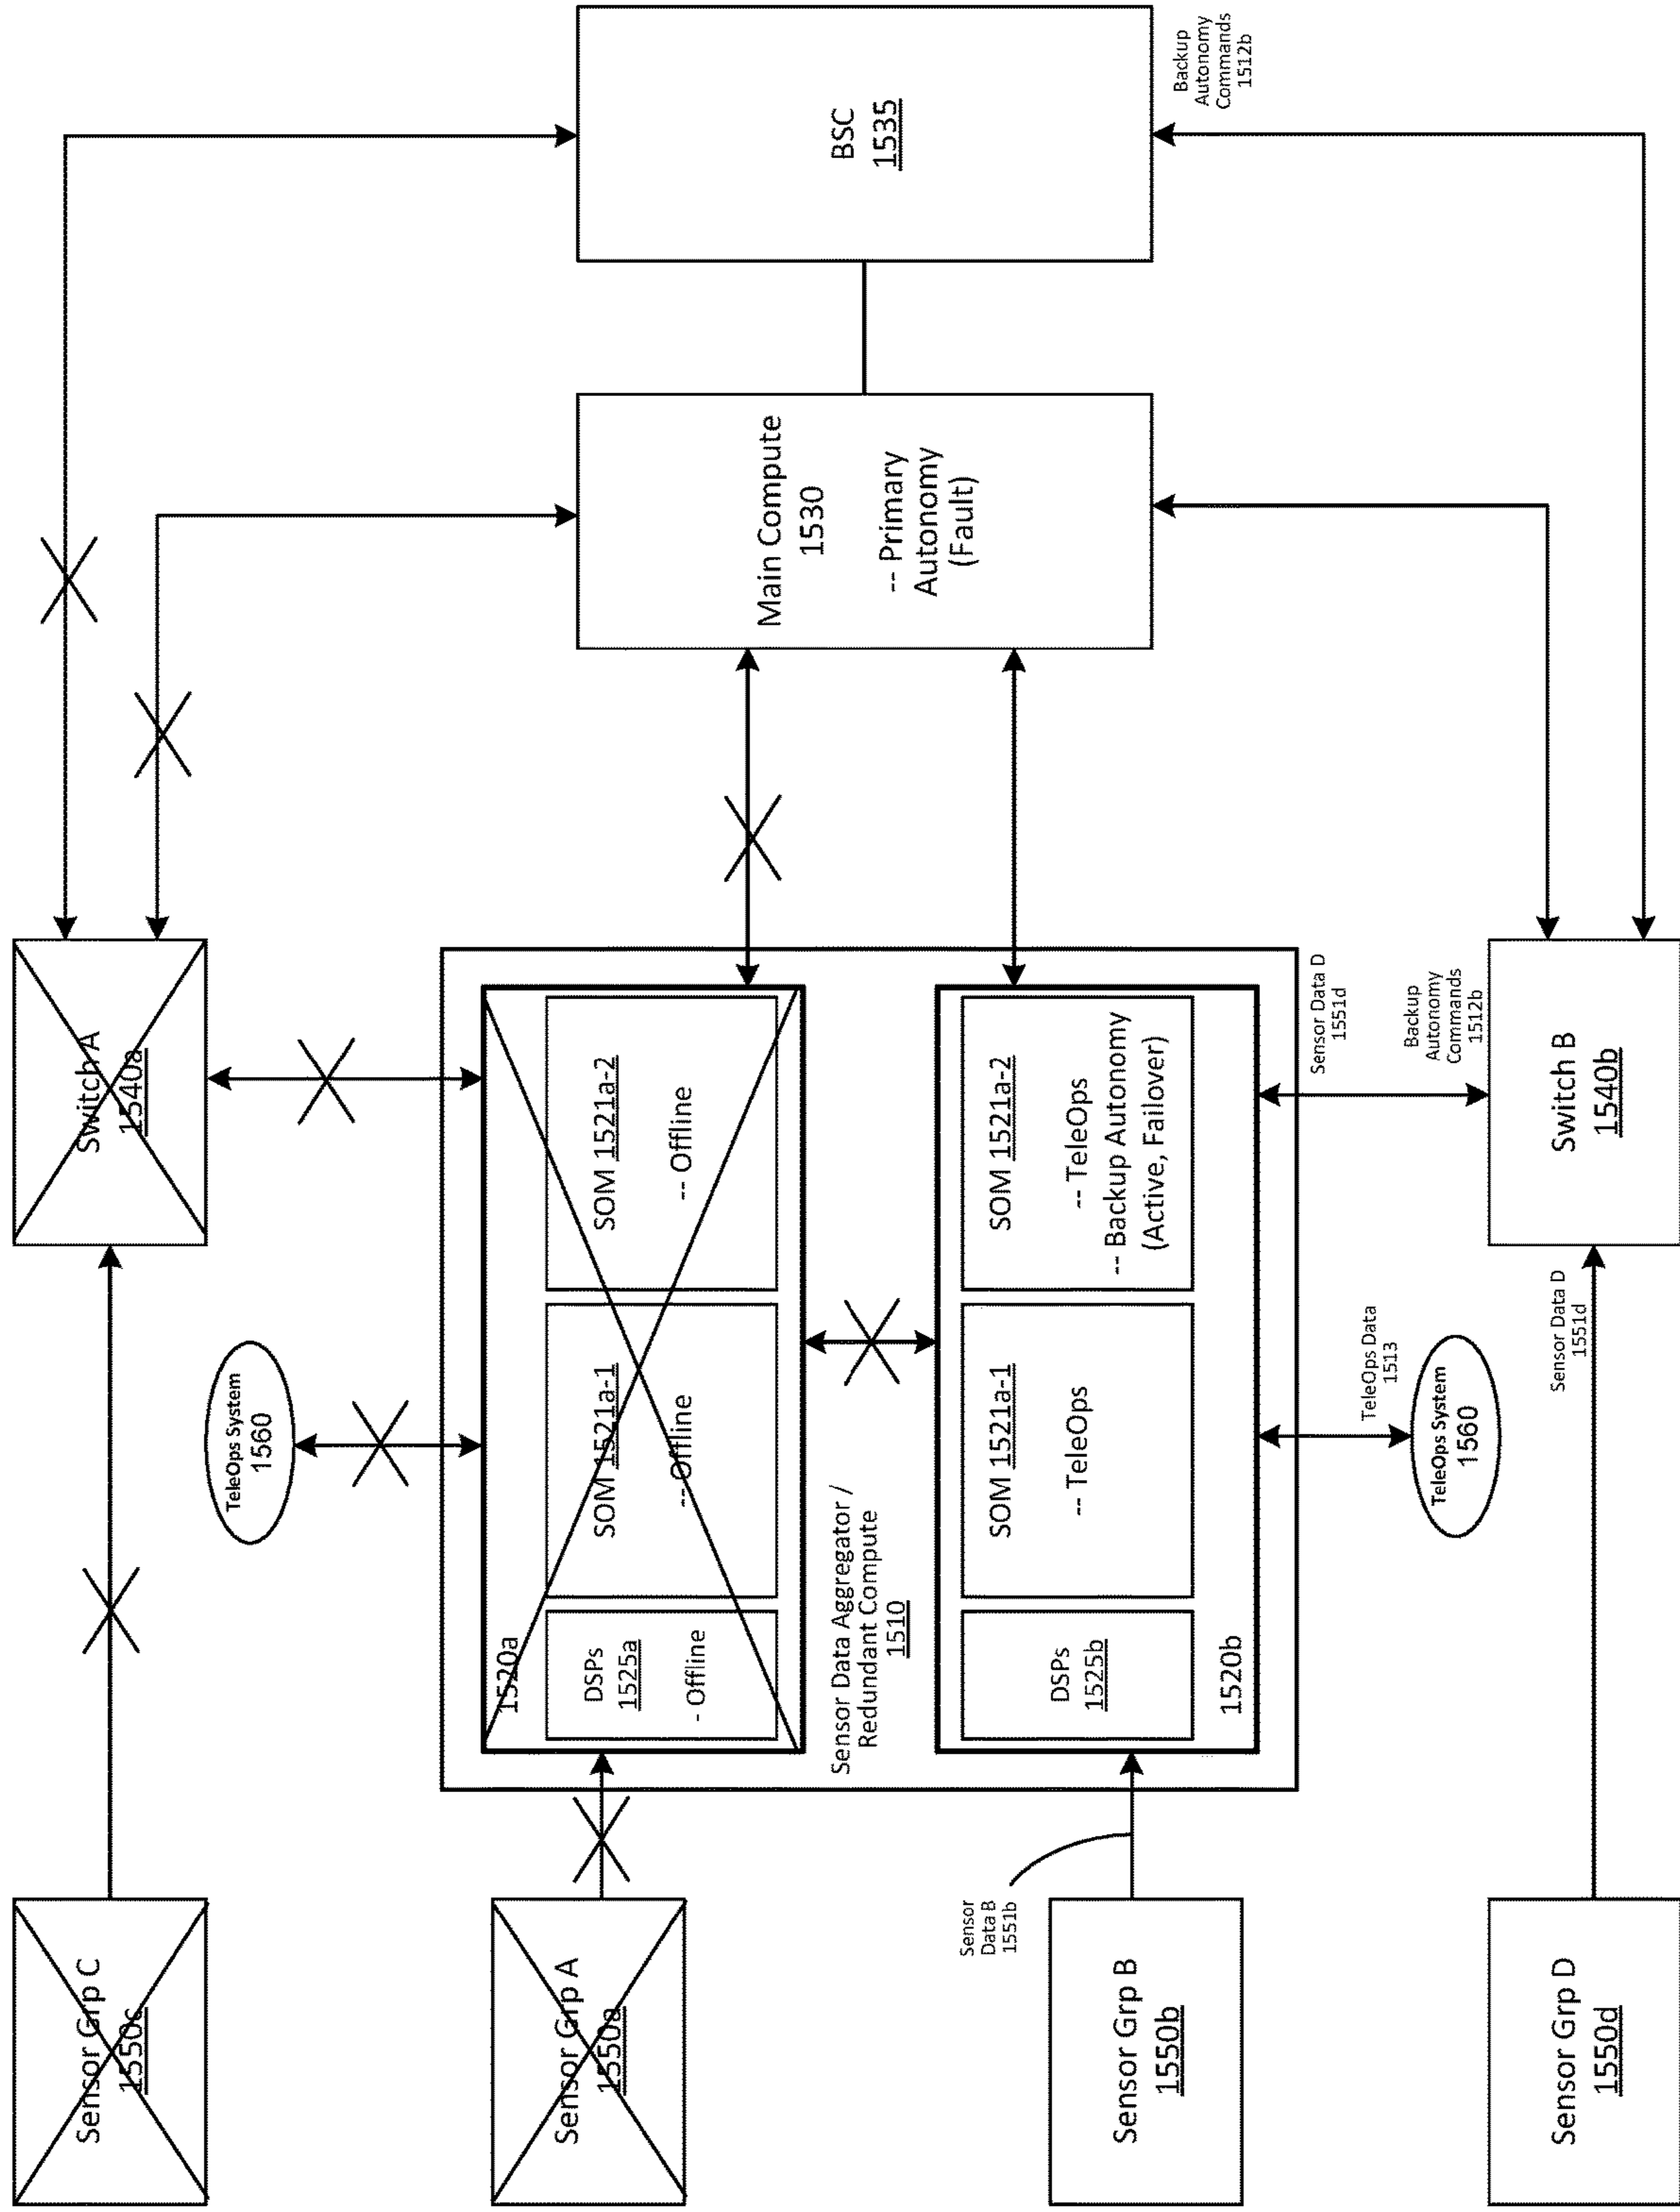 Sensor Grp C
1550c
Switch A
1540a
TeleOps System
1560
Sensor Grp A
1550a
1520a
DSPs
1525a
- Offline
SOM 1521a-1
-- Offline
SOM 1521a-2
-- Offline
Sensor Data Aggregator /
Redundant Compute
1510
Main Compute
1530
-- Primary
Autonomy
(Fault)
BSC
1535
Sensor
Data B
1551b
Sensor Grp B
1550b
DSPs
1525b
SOM 1521a-1
-- TeleOps
SOM 1521a-2
-- TeleOps
-- Backup Autonomy
(Active, Failover)
1520b
Sensor Data D
1551d
TeleOps Data
1513
TeleOps System
1560
Backup
Autonomy
Commands
1512b
Backup
Autonomy
Commands
1512b
Sensor Data D
1551d
Sensor Grp D
1550d
Switch B
1540b